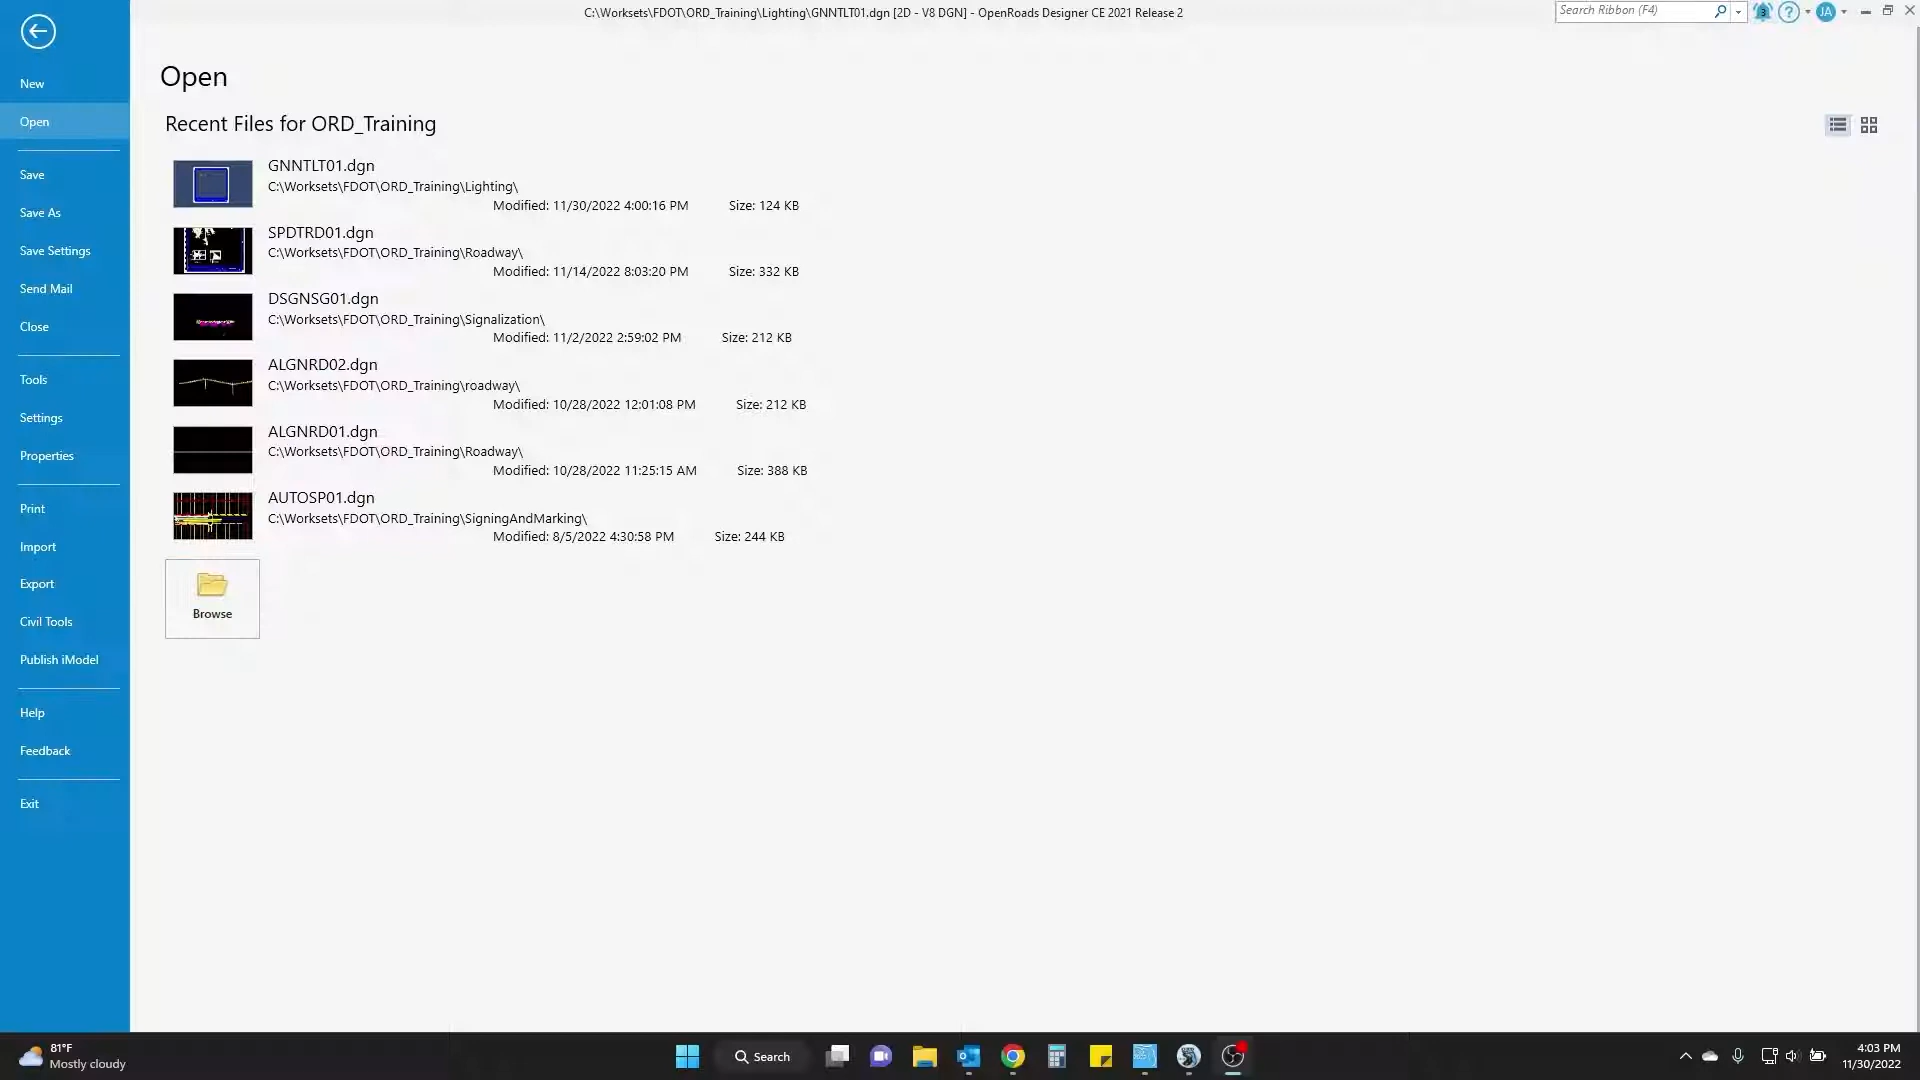 C:\Worksets\FDOT\ORD_Training\Lighting\GNNTLT01.dgn [2D - V8 DGN] - OpenRoads Designer CE 2021 Release 2
Search Ribbon (F4)
JA
New
Open
Save
Save As
Save Settings
Send Mail
Close
Tools
Settings
Properties
Print
Import
Export
Civil Tools
Publish iModel
Help
Feedback
Exit
Open
Recent Files for ORD_Training
GNNTLT01.dgn
C:\Worksets\FDOT\ORD_Training\Lighting\
Modified: 11/30/2022 4:00:16 PM Size: 124 KB
SPDTRD01.dgn
C:\Worksets\FDOT\ORD_Training\Roadway\
Modified: 11/14/2022 8:03:20 PM Size: 332 KB
DSGNSG01.dgn
C:\Worksets\FDOT\ORD_Training\Signalization\
Modified: 11/2/2022 2:59:02 PM Size: 212 KB
ALGNRD02.dgn
C:\Worksets\FDOT\ORD_Training\roadway\
Modified: 10/28/2022 12:01:08 PM Size: 212 KB
ALGNRD01.dgn
C:\Worksets\FDOT\ORD_Training\Roadway\
Modified: 10/28/2022 11:25:15 AM Size: 388 KB
AUTOSP01.dgn
C:\Worksets\FDOT\ORD_Training\SigningAndMarking\
Modified: 8/5/2022 4:30:58 PM Size: 244 KB
Browse
81°F
Mostly cloudy
Search
4:03 PM
11/30/2022